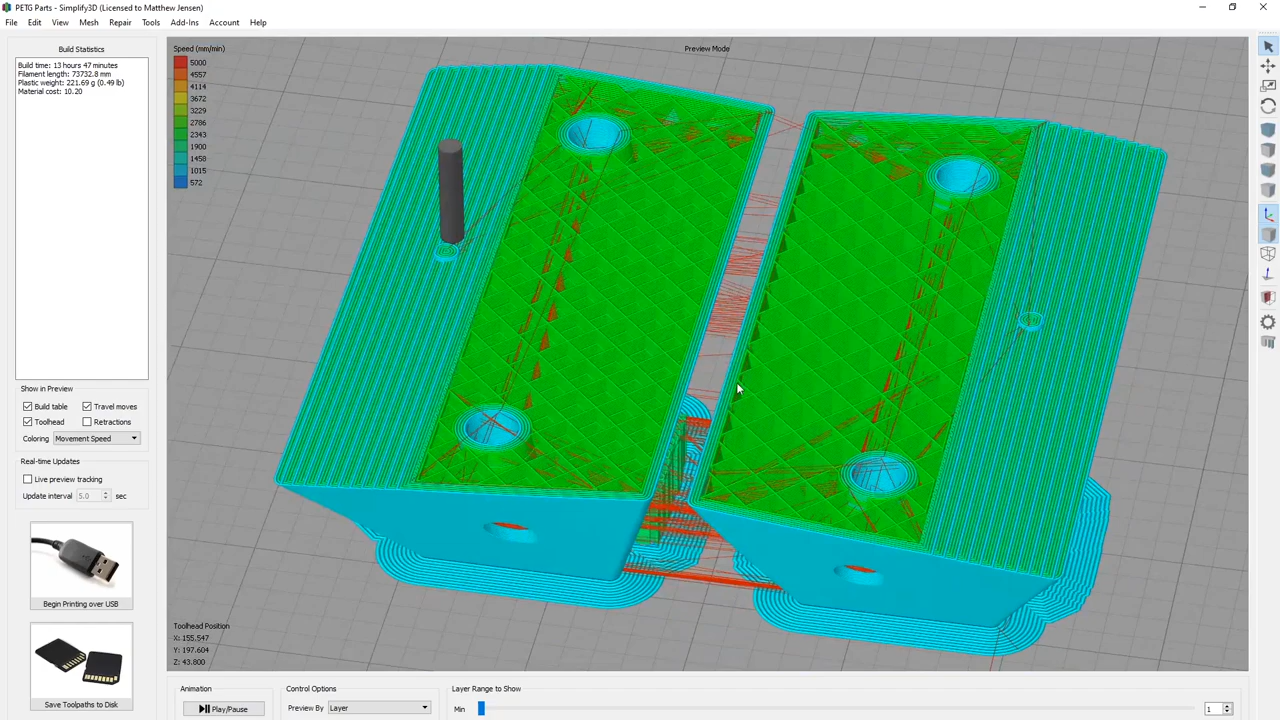 PETG Parts - Simplify3D (Licensed to Matthew Jensen)
File Edit View Mesh Repair Tools Add-Ins Account Help
Build Statistics
Build time: 13 hours 47 minutes
Filament length: 73732.8 mm
Plastic weight: 221.69 g (0.49 lb)
Material cost: 10.20
Speed (mm/min)
5000
4557
4114
3672
3229
2786
2343
1900
1458
1015
572
Preview Mode
Show in Preview
Build table Travel moves
Toolhead Retractions
Coloring Movement Speed
Real-time Updates
Live preview tracking
Update interval 5.0 sec
Begin Printing over USB
Save Toolpaths to Disk
Toolhead Position
X: 155.547
Y: 197.604
Z: 43.800
Animation
Play/Pause
Control Options
Preview By Layer
Layer Range to Show
Min 1